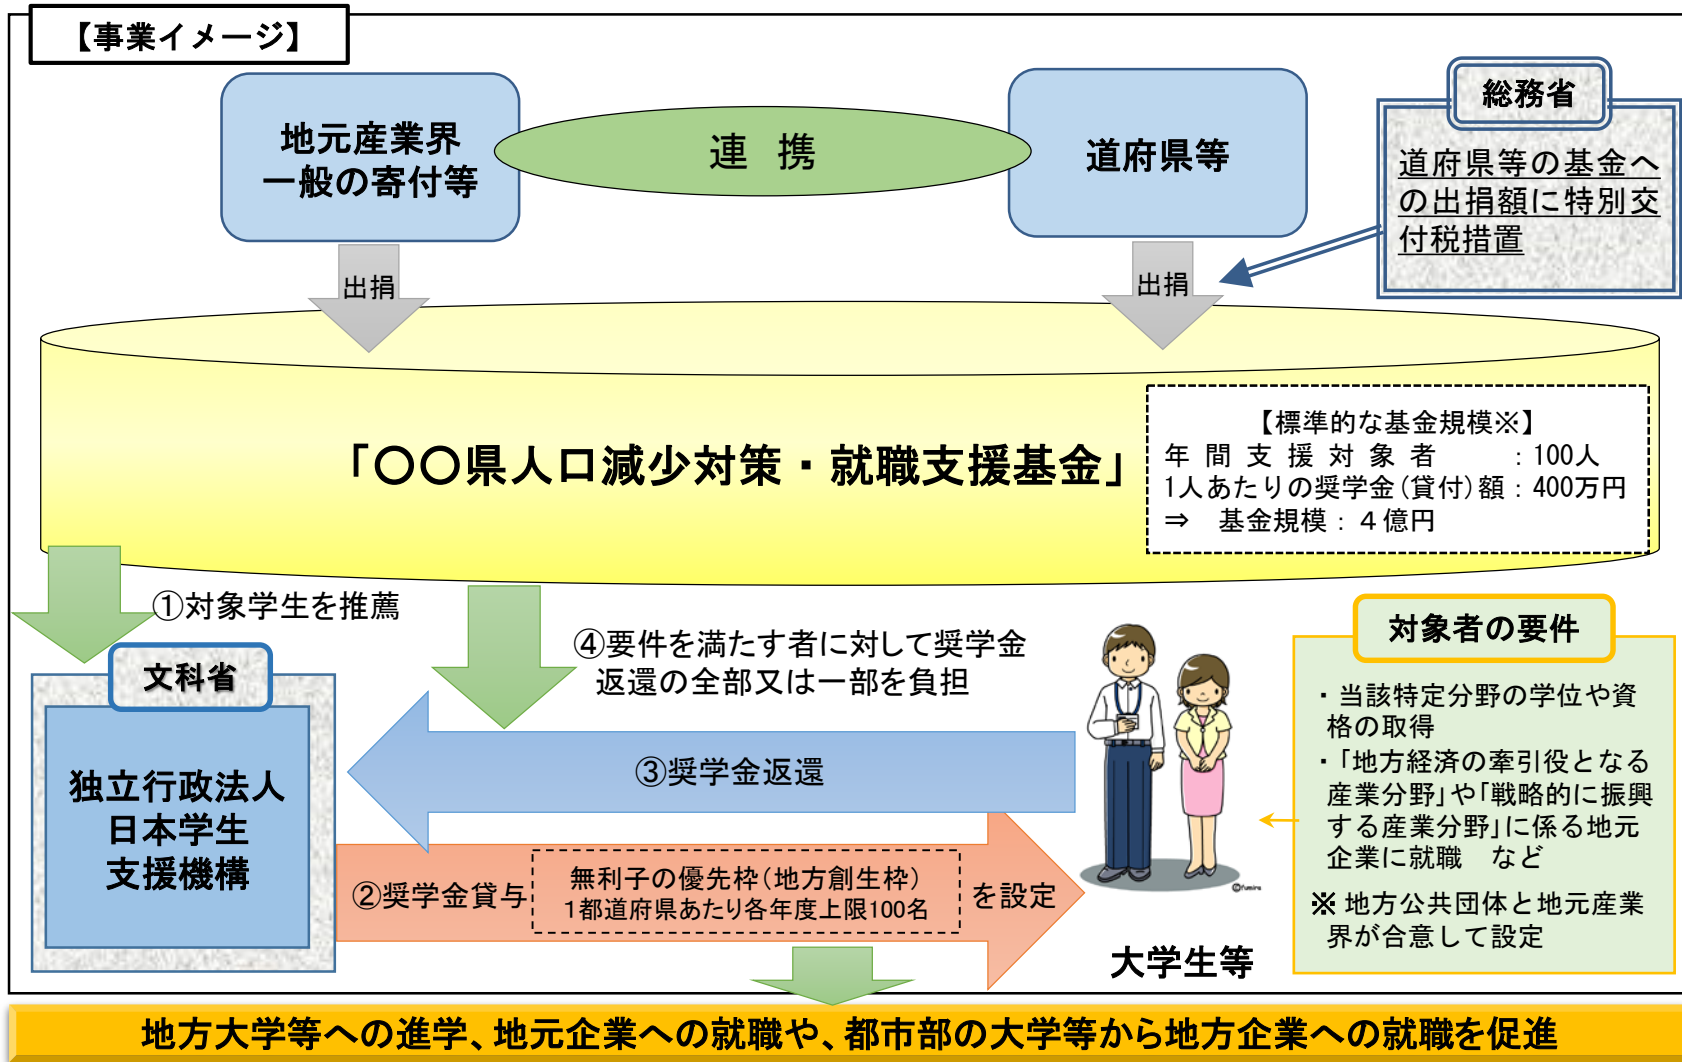 【事業イメージ】
地元産業界
一般の寄付等
連 携
道府県等
総務省
道府県等の基金へ
の出捐額に特別交
付税措置
出捐
出捐
「〇〇県人口減少対策・就職支援基金」
【標準的な基金規模※】
年間支援対象者 ：100人
1人あたりの奨学金(貸付)額：400万円
⇒ 基金規模：４億円
①対象学生を推薦
④要件を満たす者に対して奨学金
返還の全部又は一部を負担
文科省
独立行政法人
日本学生
支援機構
③奨学金返還
②奨学金貸与
無利子の優先枠(地方創生枠)
1都道府県あたり各年度上限100名
を設定
©fumira
大学生等
対象者の要件
・当該特定分野の学位や資
格の取得
・「地方経済の牽引役となる
産業分野」や「戦略的に振興
する産業分野」に係る地元
企業に就職 など
※ 地方公共団体と地元産業
界が合意して設定
地方大学等への進学、地元企業への就職や、都市部の大学等から地方企業への就職を促進